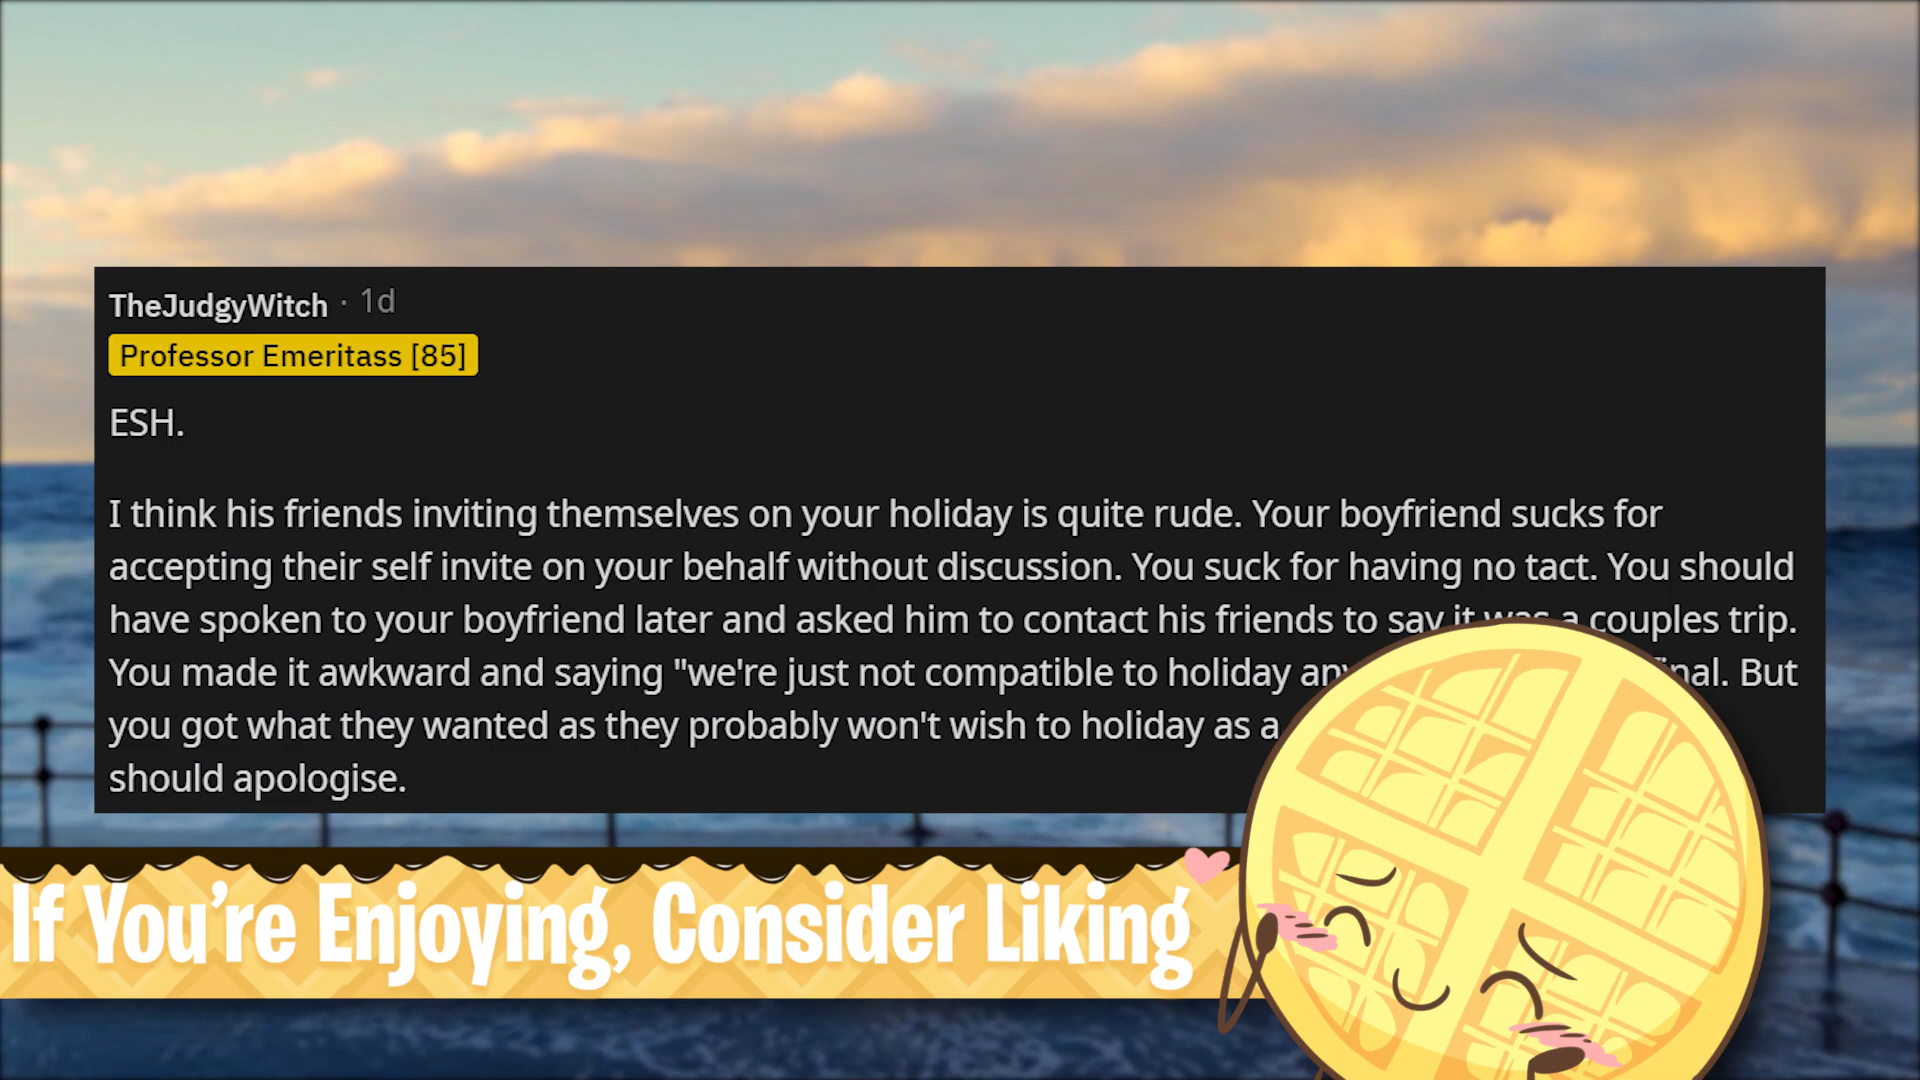 TheJudgyWitch · 1d
Professor Emeritass [85]
ESH.
I think his friends inviting themselves on your holiday is quite rude. Your boyfriend sucks for
accepting their self invite on your behalf without discussion. You suck for having no tact. You should
have spoken to your boyfriend later and asked him to contact his friends to say it was a couples trip.
You made it awkward and saying "we're just not compatible to holiday But
you got what they wanted as they probably won't wish to holiday as a
should apologise.
If You're Enjoying, Consider Liking